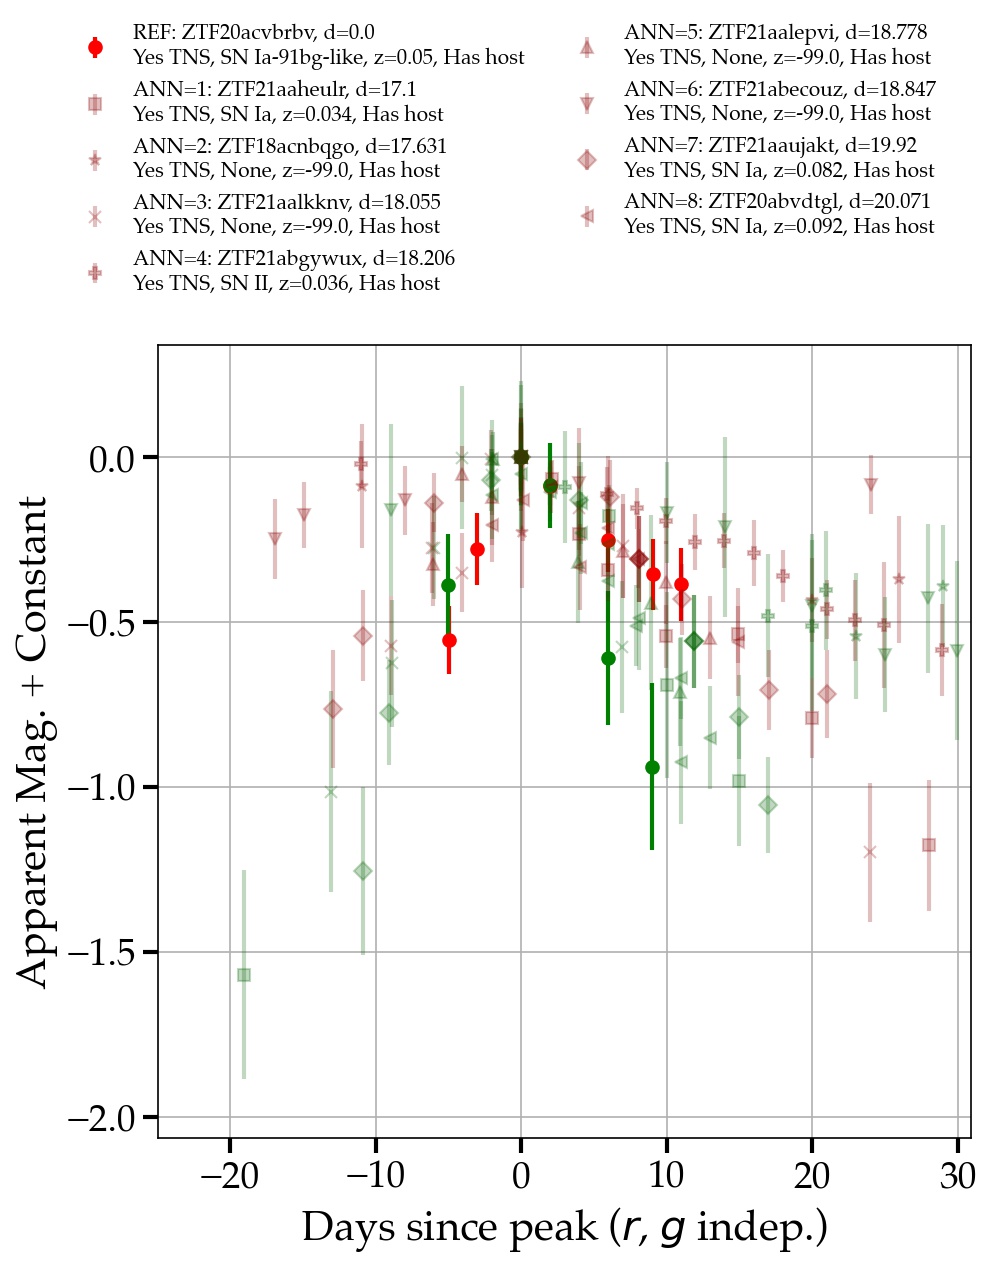 REF: ZTF20acvbrbv, d=0.0
Yes TNS, SN Ia-91bg-like, z=0.05, Has host
ANN=1: ZTF21aaheulr, d=17.1
Yes TNS, SN Ia, z=0.034, Has host
ANN=2: ZTF18acnbqgo, d=17.631
Yes TNS, None, z=-99.0, Has host
ANN=3: ZTF21aalkknv, d=18.055
Yes TNS, None, z=-99.0, Has host
ANN=4: ZTF21abgywux, d=18.206
Yes TNS, SN II, z=0.036, Has host
ANN=5: ZTF21aalepvi, d=18.778
Yes TNS, None, z=-99.0, Has host
ANN=6: ZTF21abecouz, d=18.847
Yes TNS, None, z=-99.0, Has host
ANN=7: ZTF21aaujakt, d=19.92
Yes TNS, SN Ia, z=0.082, Has host
ANN=8: ZTF20abvdtgl, d=20.071
Yes TNS, SN Ia, z=0.092, Has host
Apparent Mag. + Constant
0.0
−0.5
−1.0
−1.5
−2.0
−20
−10
0
10
20
30
Days since peak (r, g indep.)